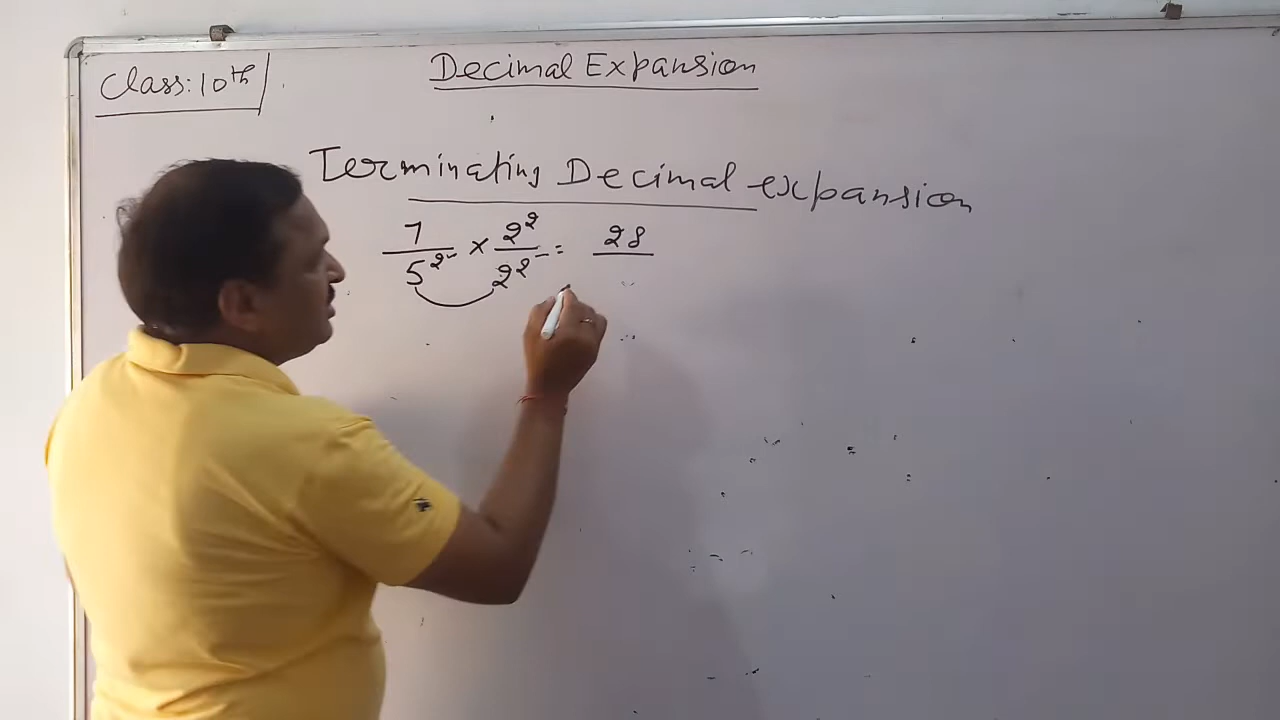 Class: 10th
Decimal Expansion
Terminating Decimal expansion
7/5² × 2²/2² = 28/